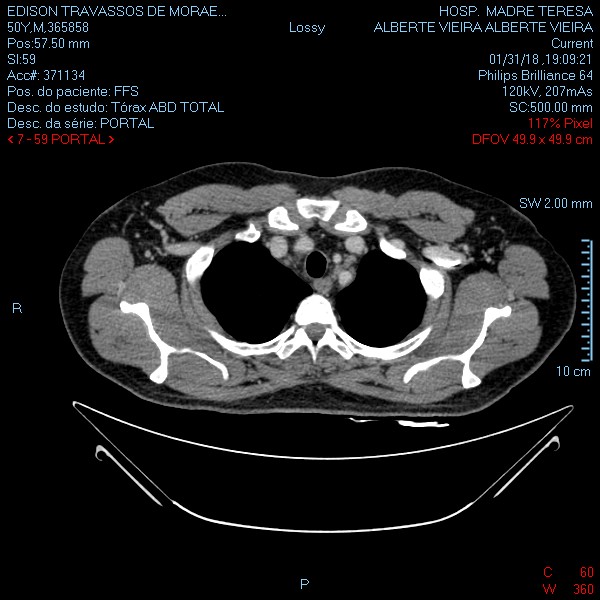 EDISON TRAVASSOS DE MORAE...
50Y,M,365858
Pos:57.50 mm
SI:59
Acc#: 371134
Pos. do paciente: FFS
Desc. do estudo: Tórax ABD TOTAL
Desc. da série: PORTAL
< 7 - 59 PORTAL >
Lossy
HOSP. MADRE TERESA
ALBERTE VIEIRA ALBERTE VIEIRA
Current
01/31/18 ,19:09:21
Philips Brilliance 64
120kV, 207mAs
SC:500.00 mm
117% Pixel
DFOV 49.9 x 49.9 cm
SW 2.00 mm
R
10 cm
P
C 60
W 360